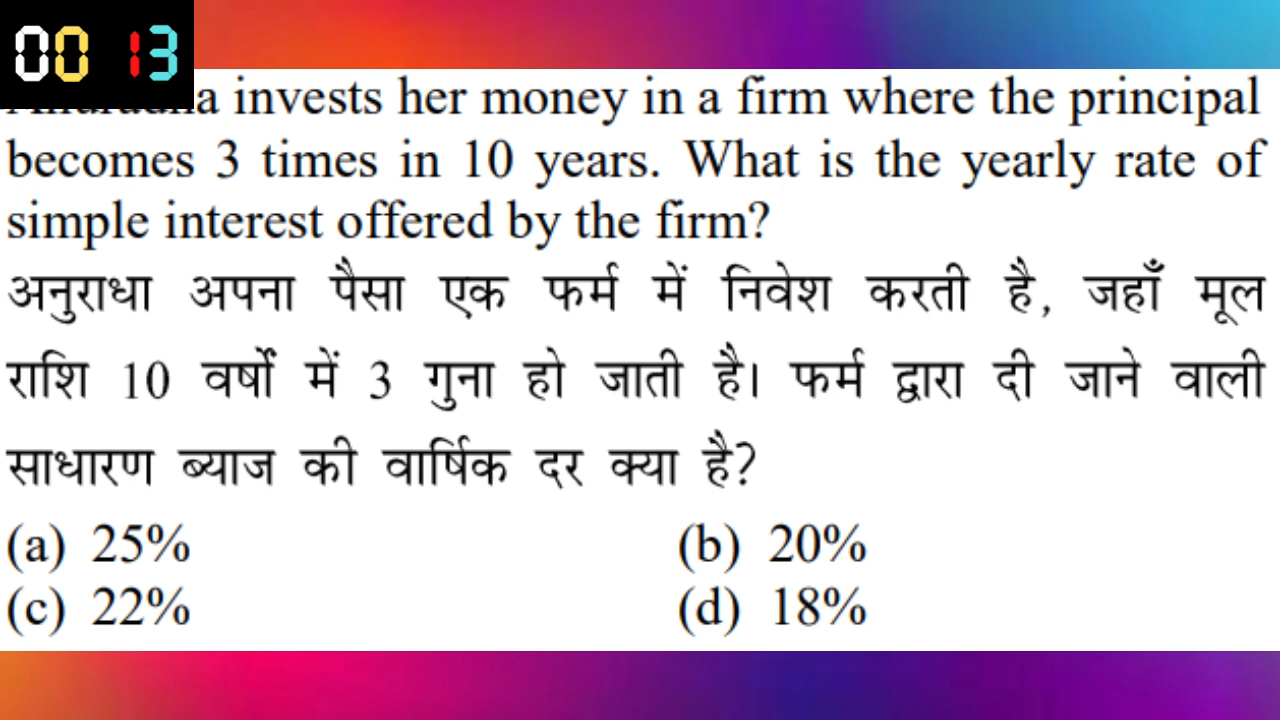 00 13
invests her money in a firm where the principal
becomes 3 times in 10 years. What is the yearly rate of
simple interest offered by the firm?
अनुराधा अपना पैसा एक फर्म में निवेश करती है, जहाँ मूल
राशि 10 वर्षों में 3 गुना हो जाती है। फर्म द्वारा दी जाने वाली
साधारण ब्याज की वार्षिक दर क्या है?
(a) 25% (b) 20%
(c) 22% (d) 18%